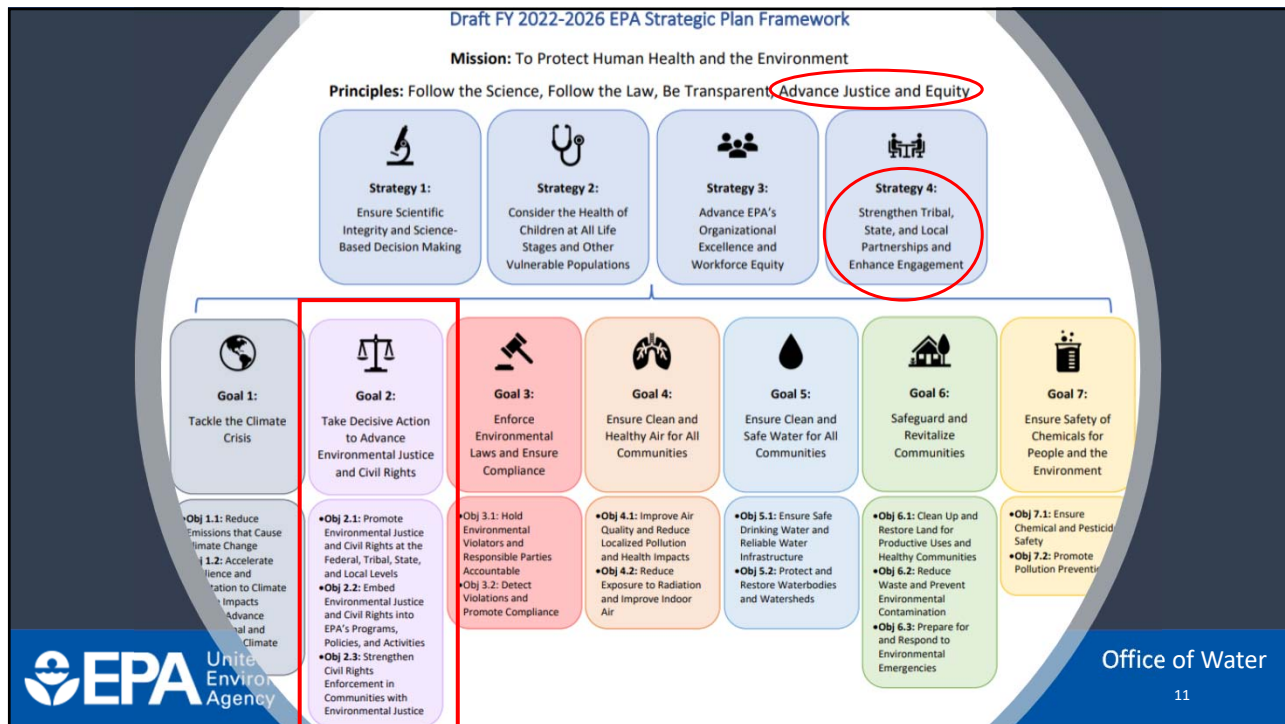 Draft FY 2022-2026 EPA Strategic Plan Framework
Mission: To Protect Human Health and the Environment
Principles: Follow the Science, Follow the Law, Be Transparent, Advance Justice and Equity
Strategy 1:
Ensure Scientific
Integrity and Science-
Based Decision Making
Strategy 2:
Consider the Health of
Children at All Life
Stages and Other
Vulnerable Populations
Strategy 3:
Advance EPA's
Organizational
Excellence and
Workforce Equity
Strategy 4:
Strengthen Tribal,
State, and Local
Partnerships and
Enhance Engagement
Goal 1:
Tackle the Climate
Crisis
Goal 2:
Take Decisive Action
to Advance
Environmental Justice
and Civil Rights
Goal 3:
Enforce
Environmental
Laws and Ensure
Compliance
Goal 4:
Ensure Clean and
Healthy Air for All
Communities
Goal 5:
Ensure Clean and
Safe Water for All
Communities
Goal 6:
Safeguard and
Revitalize
Communities
Goal 7:
Ensure Safety of
Chemicals for
People and the
Environment
•Obj 1.1: Reduce
Emissions that Cause
Climate Change
1.2: Accelerate
and
to Climate
Impacts
Advance
and
Climate
•Obj 2.1: Promote
Environmental Justice
and Civil Rights at the
Federal, Tribal, State,
and Local Levels
•Obj 2.2: Embed
Environmental Justice
and Civil Rights into
EPA's Programs,
Policies, and Activities
•Obj 2.3: Strengthen
Civil Rights
Enforcement in
Communities with
Environmental Justice
•Obj 3.1: Hold
Environmental
Violators and
Responsible Parties
Accountable
•Obj 3.2: Detect
Violations and
Promote Compliance
•Obj 4.1: Improve Air
Quality and Reduce
Localized Pollution
and Health Impacts
•Obj 4.2: Reduce
Exposure to Radiation
and Improve Indoor
Air
•Obj 5.1: Ensure Safe
Drinking Water and
Reliable Water
Infrastructure
•Obj 5.2: Protect and
Restore Waterbodies
and Watersheds
•Obj 6.1: Clean Up and
Restore Land for
Productive Uses and
Healthy Communities
•Obj 6.2: Reduce
Waste and Prevent
Environmental
Contamination
•Obj 6.3: Prepare for
and Respond to
Environmental
Emergencies
•Obj 7.1: Ensure
Chemical and Pesticid
Safety
•Obj 7.2: Promote
Pollution Preventio
EPA
Unite
Enviro
Agency
Office of Water
11